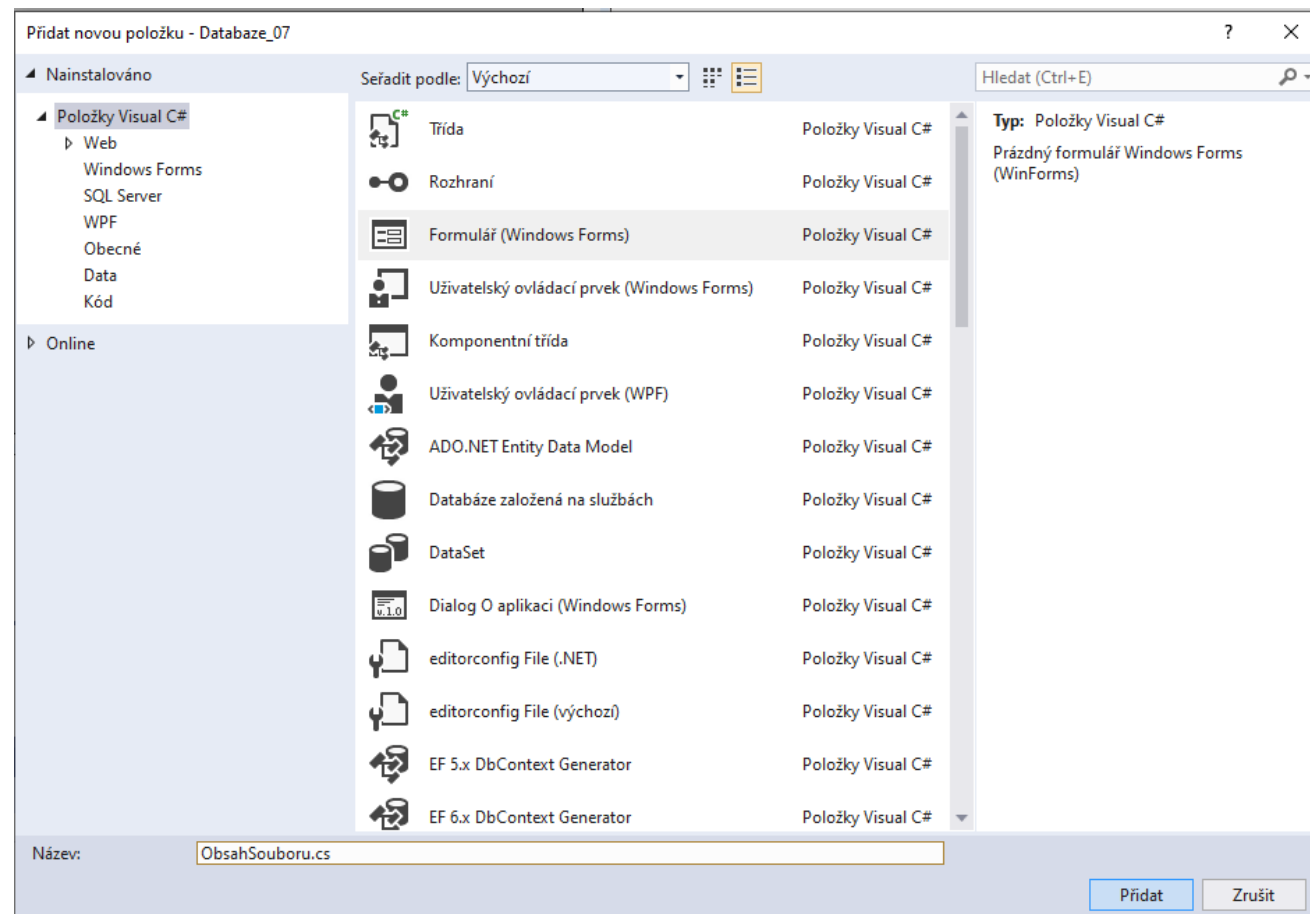 Přidat novou položku - Databaze_07
?
Nainstalováno
Seřadit podle: Výchozí
Hledat (Ctrl+E)
Položky Visual C#
Web
Windows Forms
SQL Server
WPF
Obecné
Data
Kód
Online
C#
Třída Položky Visual C#
Rozhraní Položky Visual C#
Formulář (Windows Forms) Položky Visual C#
Uživatelský ovládací prvek (Windows Forms) Položky Visual C#
Komponentní třída Položky Visual C#
Uživatelský ovládací prvek (WPF) Položky Visual C#
ADO.NET Entity Data Model Položky Visual C#
Databáze založená na službách Položky Visual C#
DataSet Položky Visual C#
v.1.0
Dialog O aplikaci (Windows Forms) Položky Visual C#
editorconfig File (.NET) Položky Visual C#
editorconfig File (výchozí) Položky Visual C#
EF 5.x DbContext Generator Položky Visual C#
EF 6.x DbContext Generator Položky Visual C#
Typ: Položky Visual C#
Prázdný formulář Windows Forms
(WinForms)
Název: ObsahSouboru.cs
Přidat Zrušit